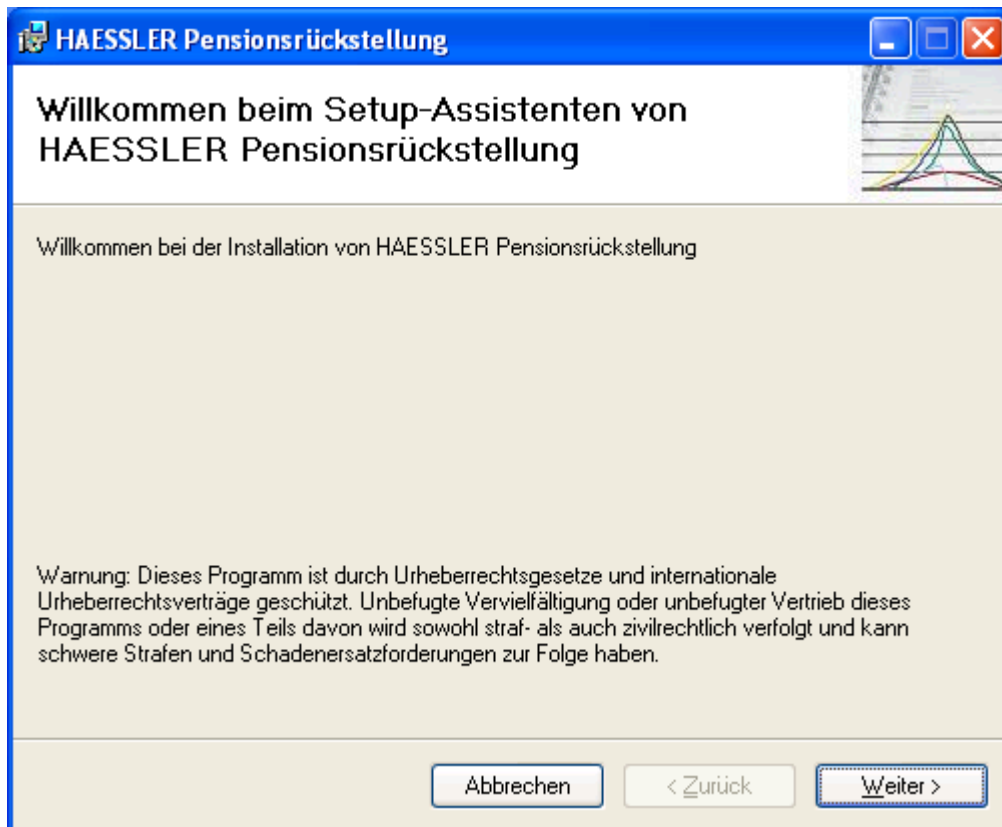 HAESSLER Pensionsrückstellung
Willkommen beim Setup-Assistenten von
HAESSLER Pensionsrückstellung
Willkommen bei der Installation von HAESSLER Pensionsrückstellung
Warnung: Dieses Programm ist durch Urheberrechtsgesetze und internationale
Urheberrechtsverträge geschützt. Unbefugte Vervielfältigung oder unbefugter Vertrieb dieses
Programms oder eines Teils davon wird sowohl straf- als auch zivilrechtlich verfolgt und kann
schwere Strafen und Schadenersatzforderungen zur Folge haben.
Abbrechen < Zurück Weiter >